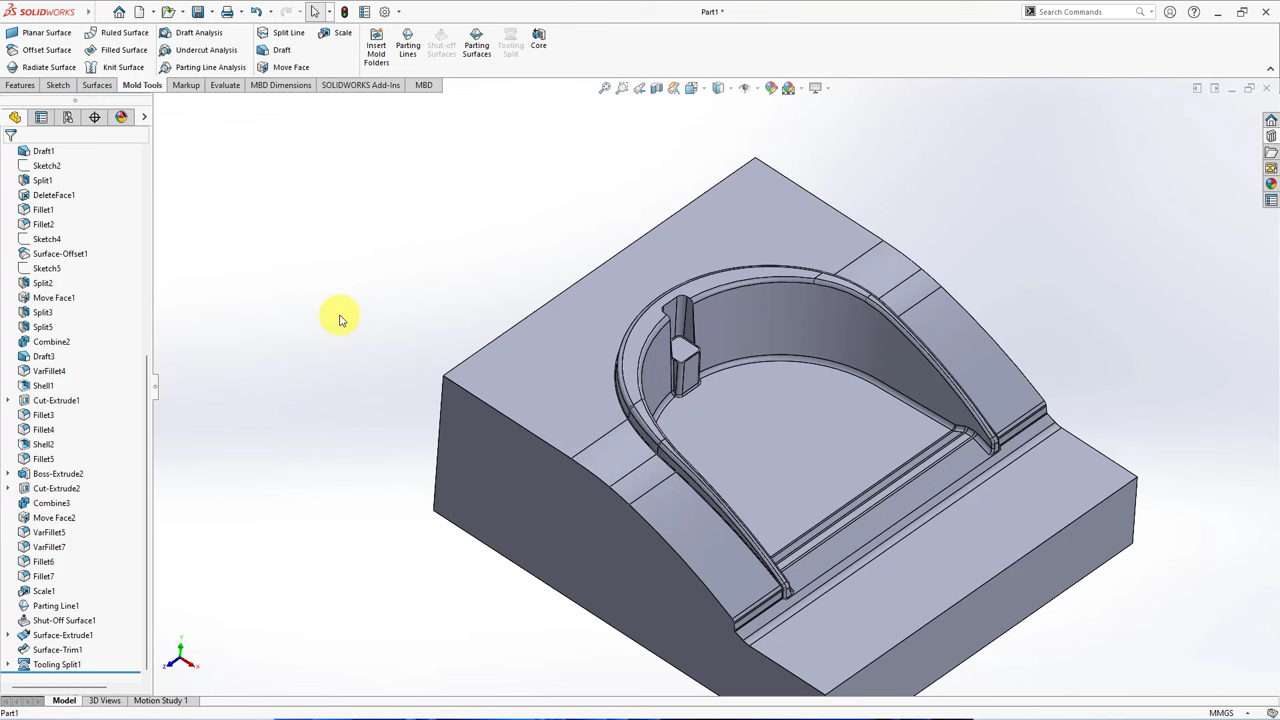 SOLIDWORKS
Part1 *
Search Commands
Planar Surface
Ruled Surface
Draft Analysis
Split Line
Scale
Insert
Mold
Folders
Parting
Lines
Shut-off
Surfaces
Parting
Surfaces
Tooling
Split
Core
Offset Surface
Filled Surface
Undercut Analysis
Draft
Radiate Surface
Knit Surface
Parting Line Analysis
Move Face
Features
Sketch
Surfaces
Mold Tools
Markup
Evaluate
MBD Dimensions
SOLIDWORKS Add-Ins
MBD
Draft1
Sketch2
Split1
DeleteFace1
Fillet1
Fillet2
Sketch4
Surface-Offset1
Sketch5
Split2
Move Face1
Split3
Split5
Combine2
Draft3
VarFillet4
Shell1
Cut-Extrude1
Fillet3
Fillet4
Shell2
Fillet5
Boss-Extrude2
Cut-Extrude2
Combine3
Move Face2
VarFillet5
VarFillet7
Fillet6
Fillet7
Scale1
Parting Line1
Shut-Off Surface1
Surface-Extrude1
Surface-Trim1
Tooling Split1
Y
Z
X
Model
3D Views
Motion Study 1
Part1
MMGS